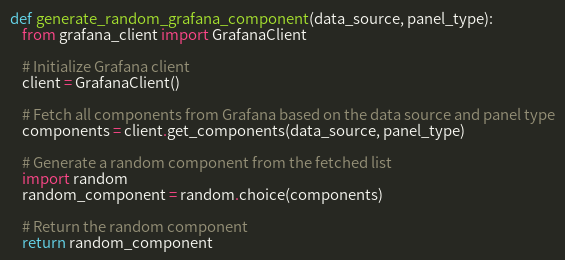 def generate_random_grafana_component(data_source, panel_type):
from grafana_client import GrafanaClient
# Initialize Grafana client
client = GrafanaClient()
# Fetch all components from Grafana based on the data source and panel type
components = client.get_components(data_source, panel_type)
# Generate a random component from the fetched list
import random
random_component = random.choice(components)
# Return the random component
return random_component